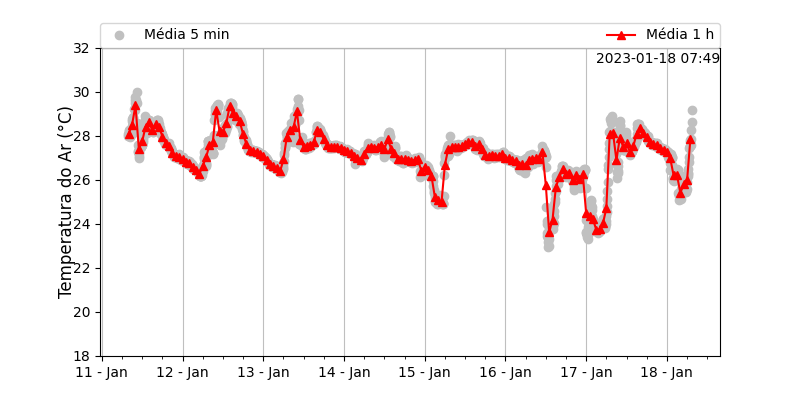 Média 5 min
Média 1 h
2023-01-18 07:49
Temperatura do Ar (°C)
32
30
28
26
24
22
20
18
11 - Jan
12 - Jan
13 - Jan
14 - Jan
15 - Jan
16 - Jan
17 - Jan
18 - Jan